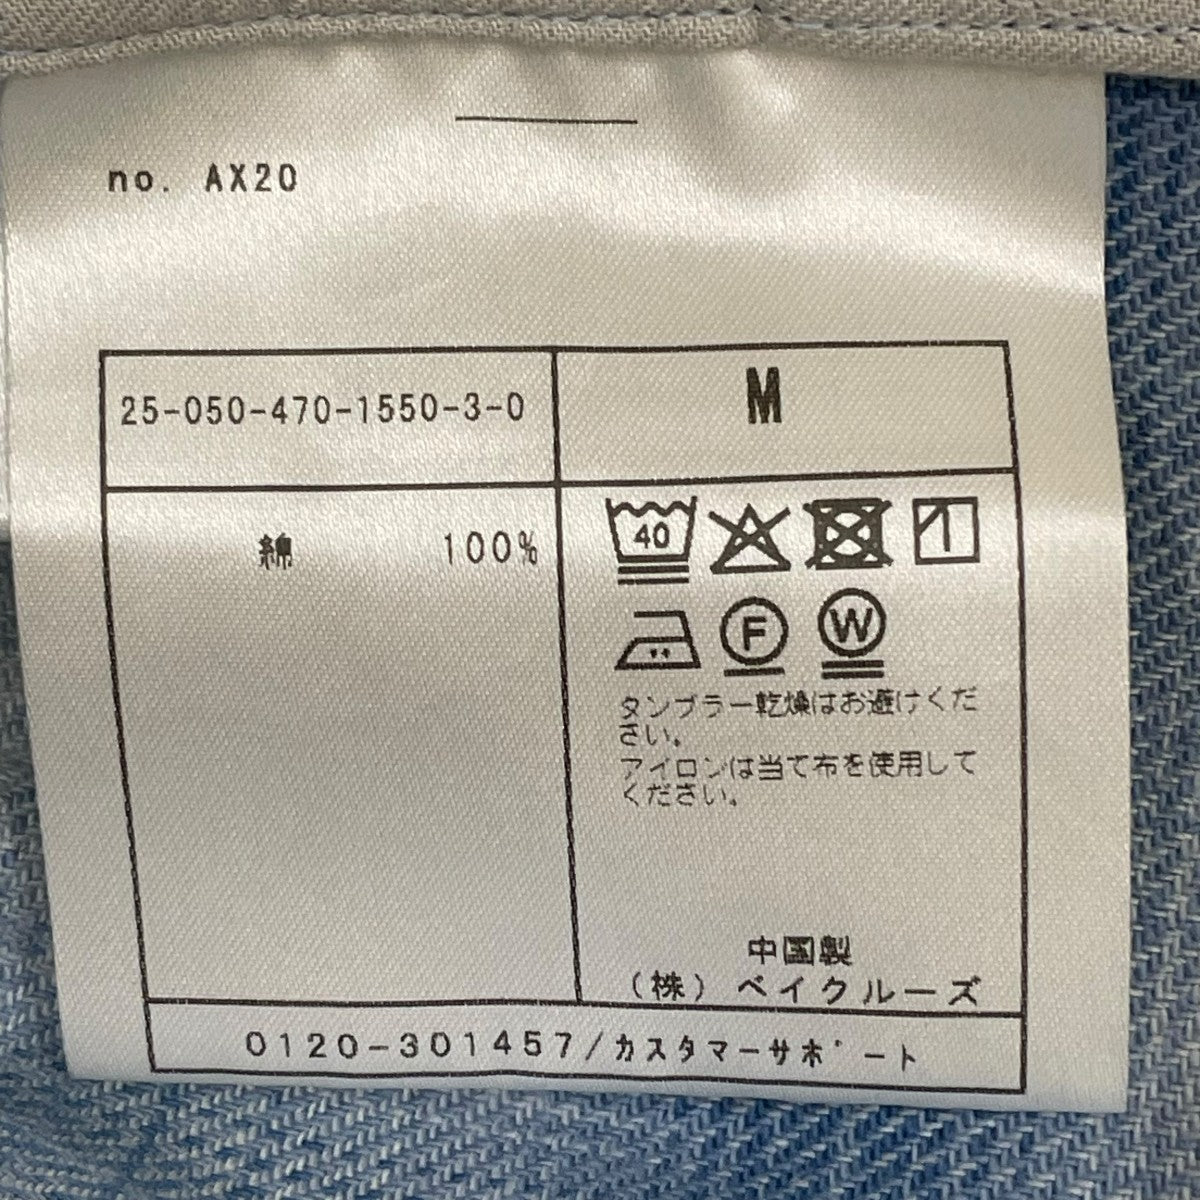 no. AX20
25-050-470-1550-3-0
M
綿 100%
40
F W
タンブラー乾燥はお避けくだ
さい。
アイロンは当て布を使用して
ください。
中国製
(株) ベイクルーズ
0120-301457/カスタマーサポート